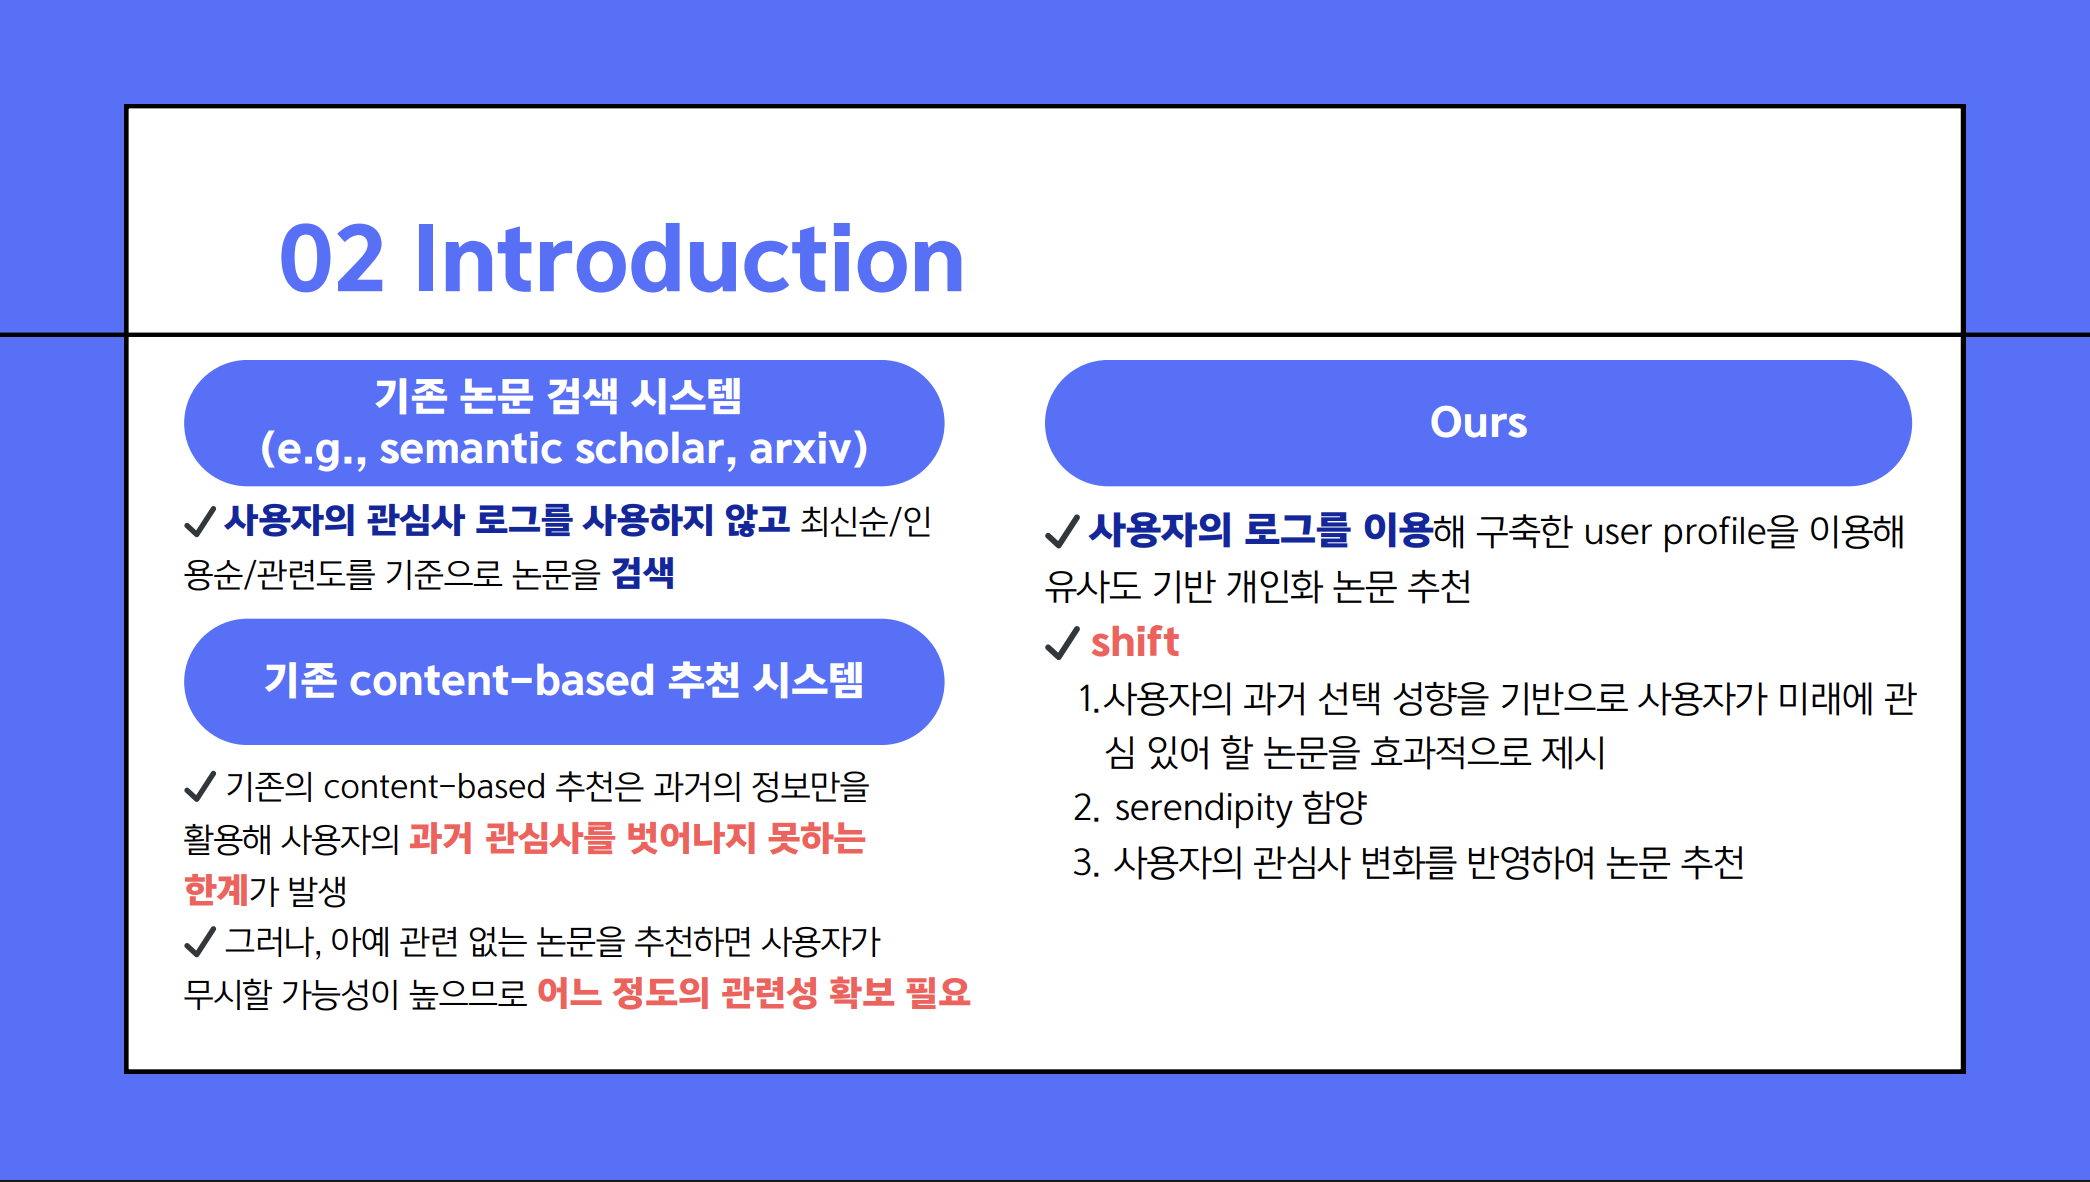 02 Introduction
기존 논문 검색 시스템
(e.g., semantic scholar, arxiv)
✔ 사용자의 관심사 로그를 사용하지 않고 최신순/인
용순/관련도를 기준으로 논문을 검색
기존 content-based 추천 시스템
✔ 기존의 content-based 추천은 과거의 정보만을
활용해 사용자의 과거 관심사를 벗어나지 못하는
한계가 발생
✔ 그러나, 아예 관련 없는 논문을 추천하면 사용자가
무시할 가능성이 높으므로 어느 정도의 관련성 확보 필요
Ours
✔ 사용자의 로그를 이용해 구축한 user profile을 이용해
유사도 기반 개인화 논문 추천
✔ shift
1. 사용자의 과거 선택 성향을 기반으로 사용자가 미래에 관
심 있어 할 논문을 효과적으로 제시
2. serendipity 함양
3. 사용자의 관심사 변화를 반영하여 논문 추천